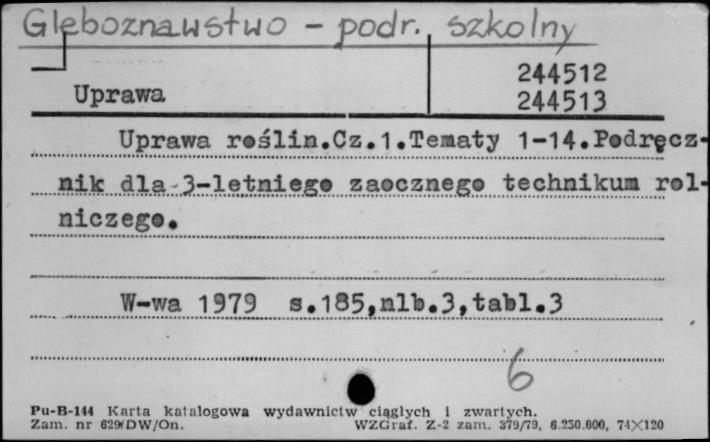 Gleboznawstwo - podr. szkolny
244512
Uprawa
244513
Uprawa roślin.Cz.1.Tematy 1-14.Podręcz-
nik dla 3-letniego zaocznego technikum rol-
niczego.
W-wa 1979 s.185,nlb.3,tabl.3
6
Pu-B-144 Karta katalogowa wydawnictw ciągłych i zwartych.
Zam. nr 629/DW/On. WZGraf. Z-2 zam. 379/79, 6.250.000, 74×120